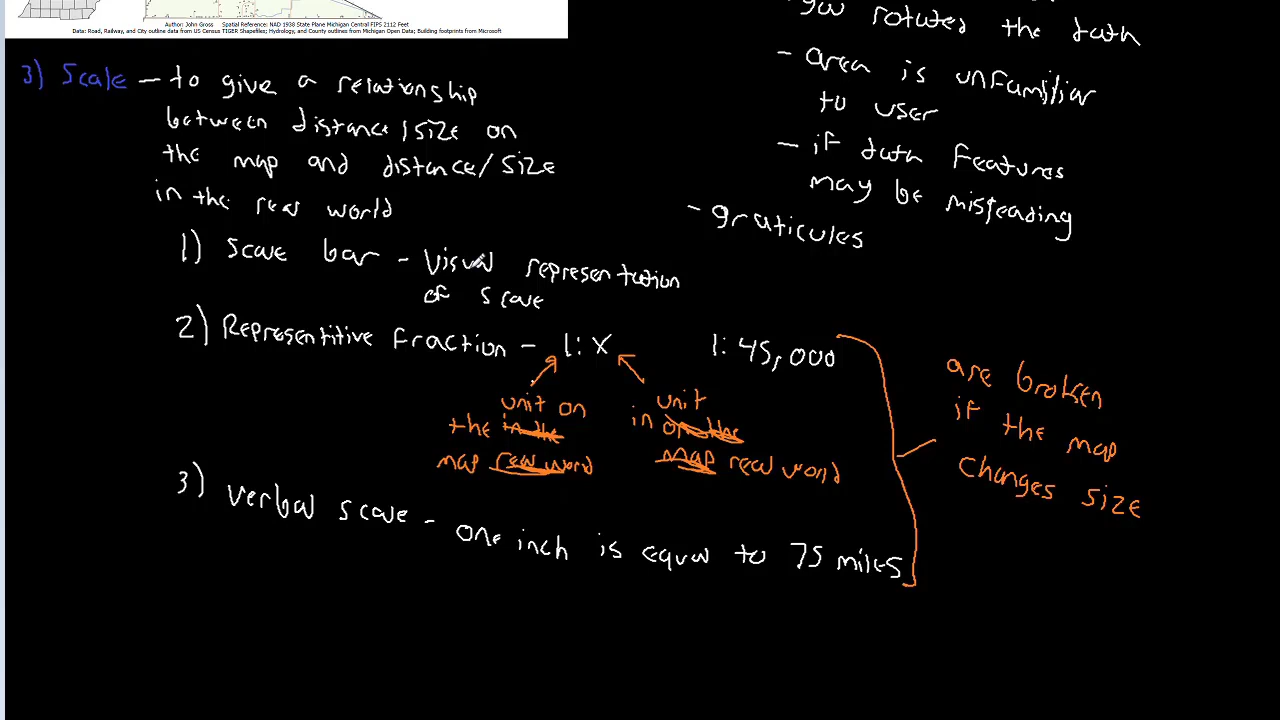 Author: John Gross    Spatial Reference: NAD 1938 State Plane Michigan Central FIPS 2112 Feet
Data: Road, Railway, and City outline data from US Census TIGER Shapefiles; Hydrology, and County outlines from Michigan Open Data; Building footprints from Microsoft
rotated the data
- area is unfamiliar
to user
- if data features
may be misleading
- graticules
3) Scale - to give a relationship
between distance/size on
the map and distance/size
in the real world
1) Scale bar - Visual representation
of scale
2) Representitive fraction - 1:X    1:45,000
unit on
the in the
map real world
unit
in on the
map real world
are broken
if the map
changes size
3) Verbal scale - one inch is equal to 75 miles